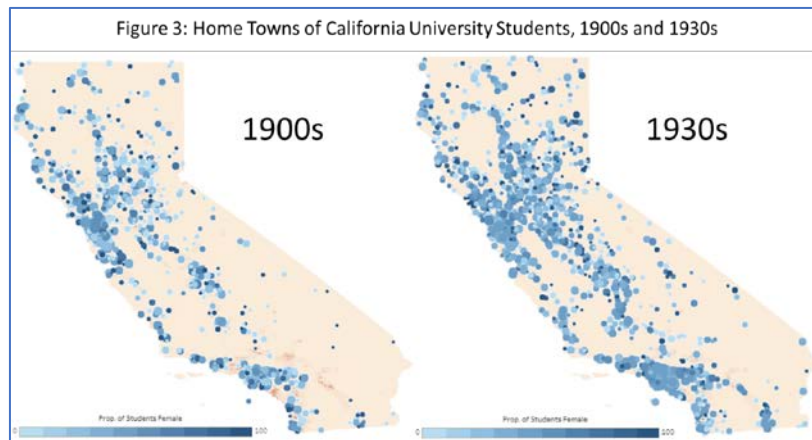 Figure 3: Home Towns of California University Students, 1900s and 1930s
1900s
1930s
Prop. of Students Female
0
100
Prop. of Students Female
0
100